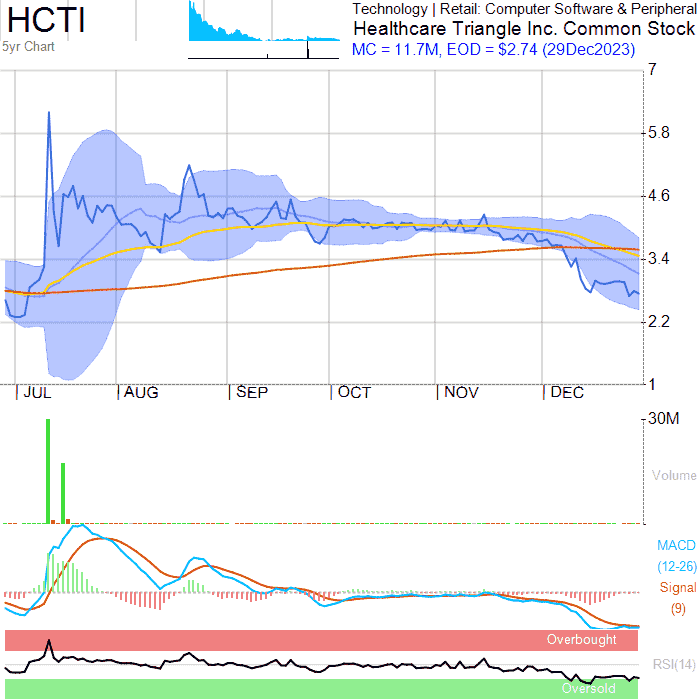 HCTI
5yr Chart
Technology | Retail: Computer Software & Peripheral
Healthcare Triangle Inc. Common Stock
MC = 11.7M, EOD = $2.74 (29Dec2023)
7
5.8
4.6
3.4
2.2
1
JUL AUG SEP OCT NOV DEC
30M
Volume
MACD
(12-26)
Signal
(9)
Overbought
RSI(14)
Oversold